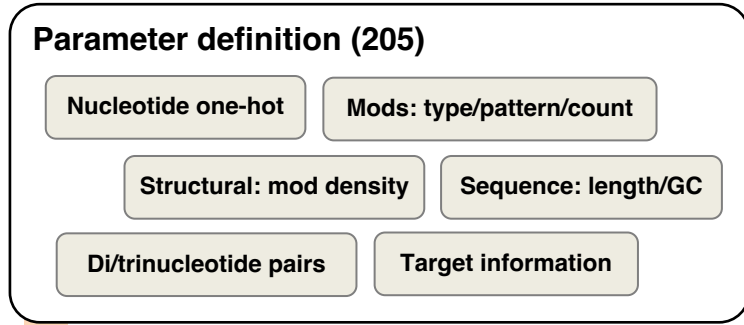 Parameter definition (205)
Nucleotide one-hot
Mods: type/pattern/count
Structural: mod density
Sequence: length/GC
Di/trinucleotide pairs
Target information